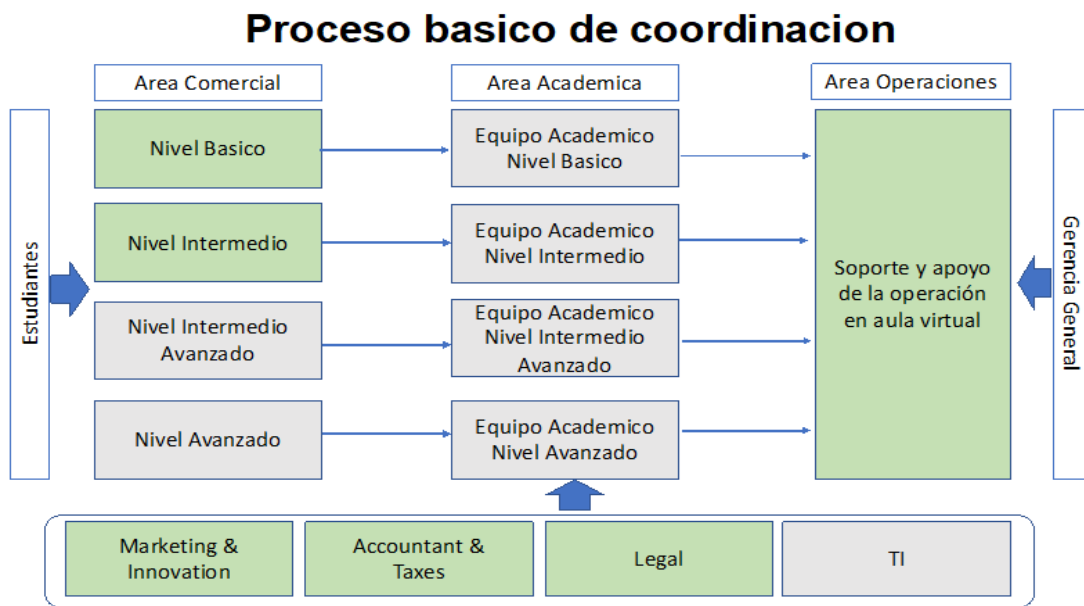 Proceso basico de coordinacion
Area Comercial
Area Academica
Area Operaciones
Estudiantes
Nivel Basico
Equipo Academico
Nivel Basico
Nivel Intermedio
Equipo Academico
Nivel Intermedio
Nivel Intermedio
Avanzado
Equipo Academico
Nivel Intermedio
Avanzado
Nivel Avanzado
Equipo Academico
Nivel Avanzado
Soporte y apoyo
de la operación
en aula virtual
Gerencia General
Marketing &
Innovation
Accountant &
Taxes
Legal
TI